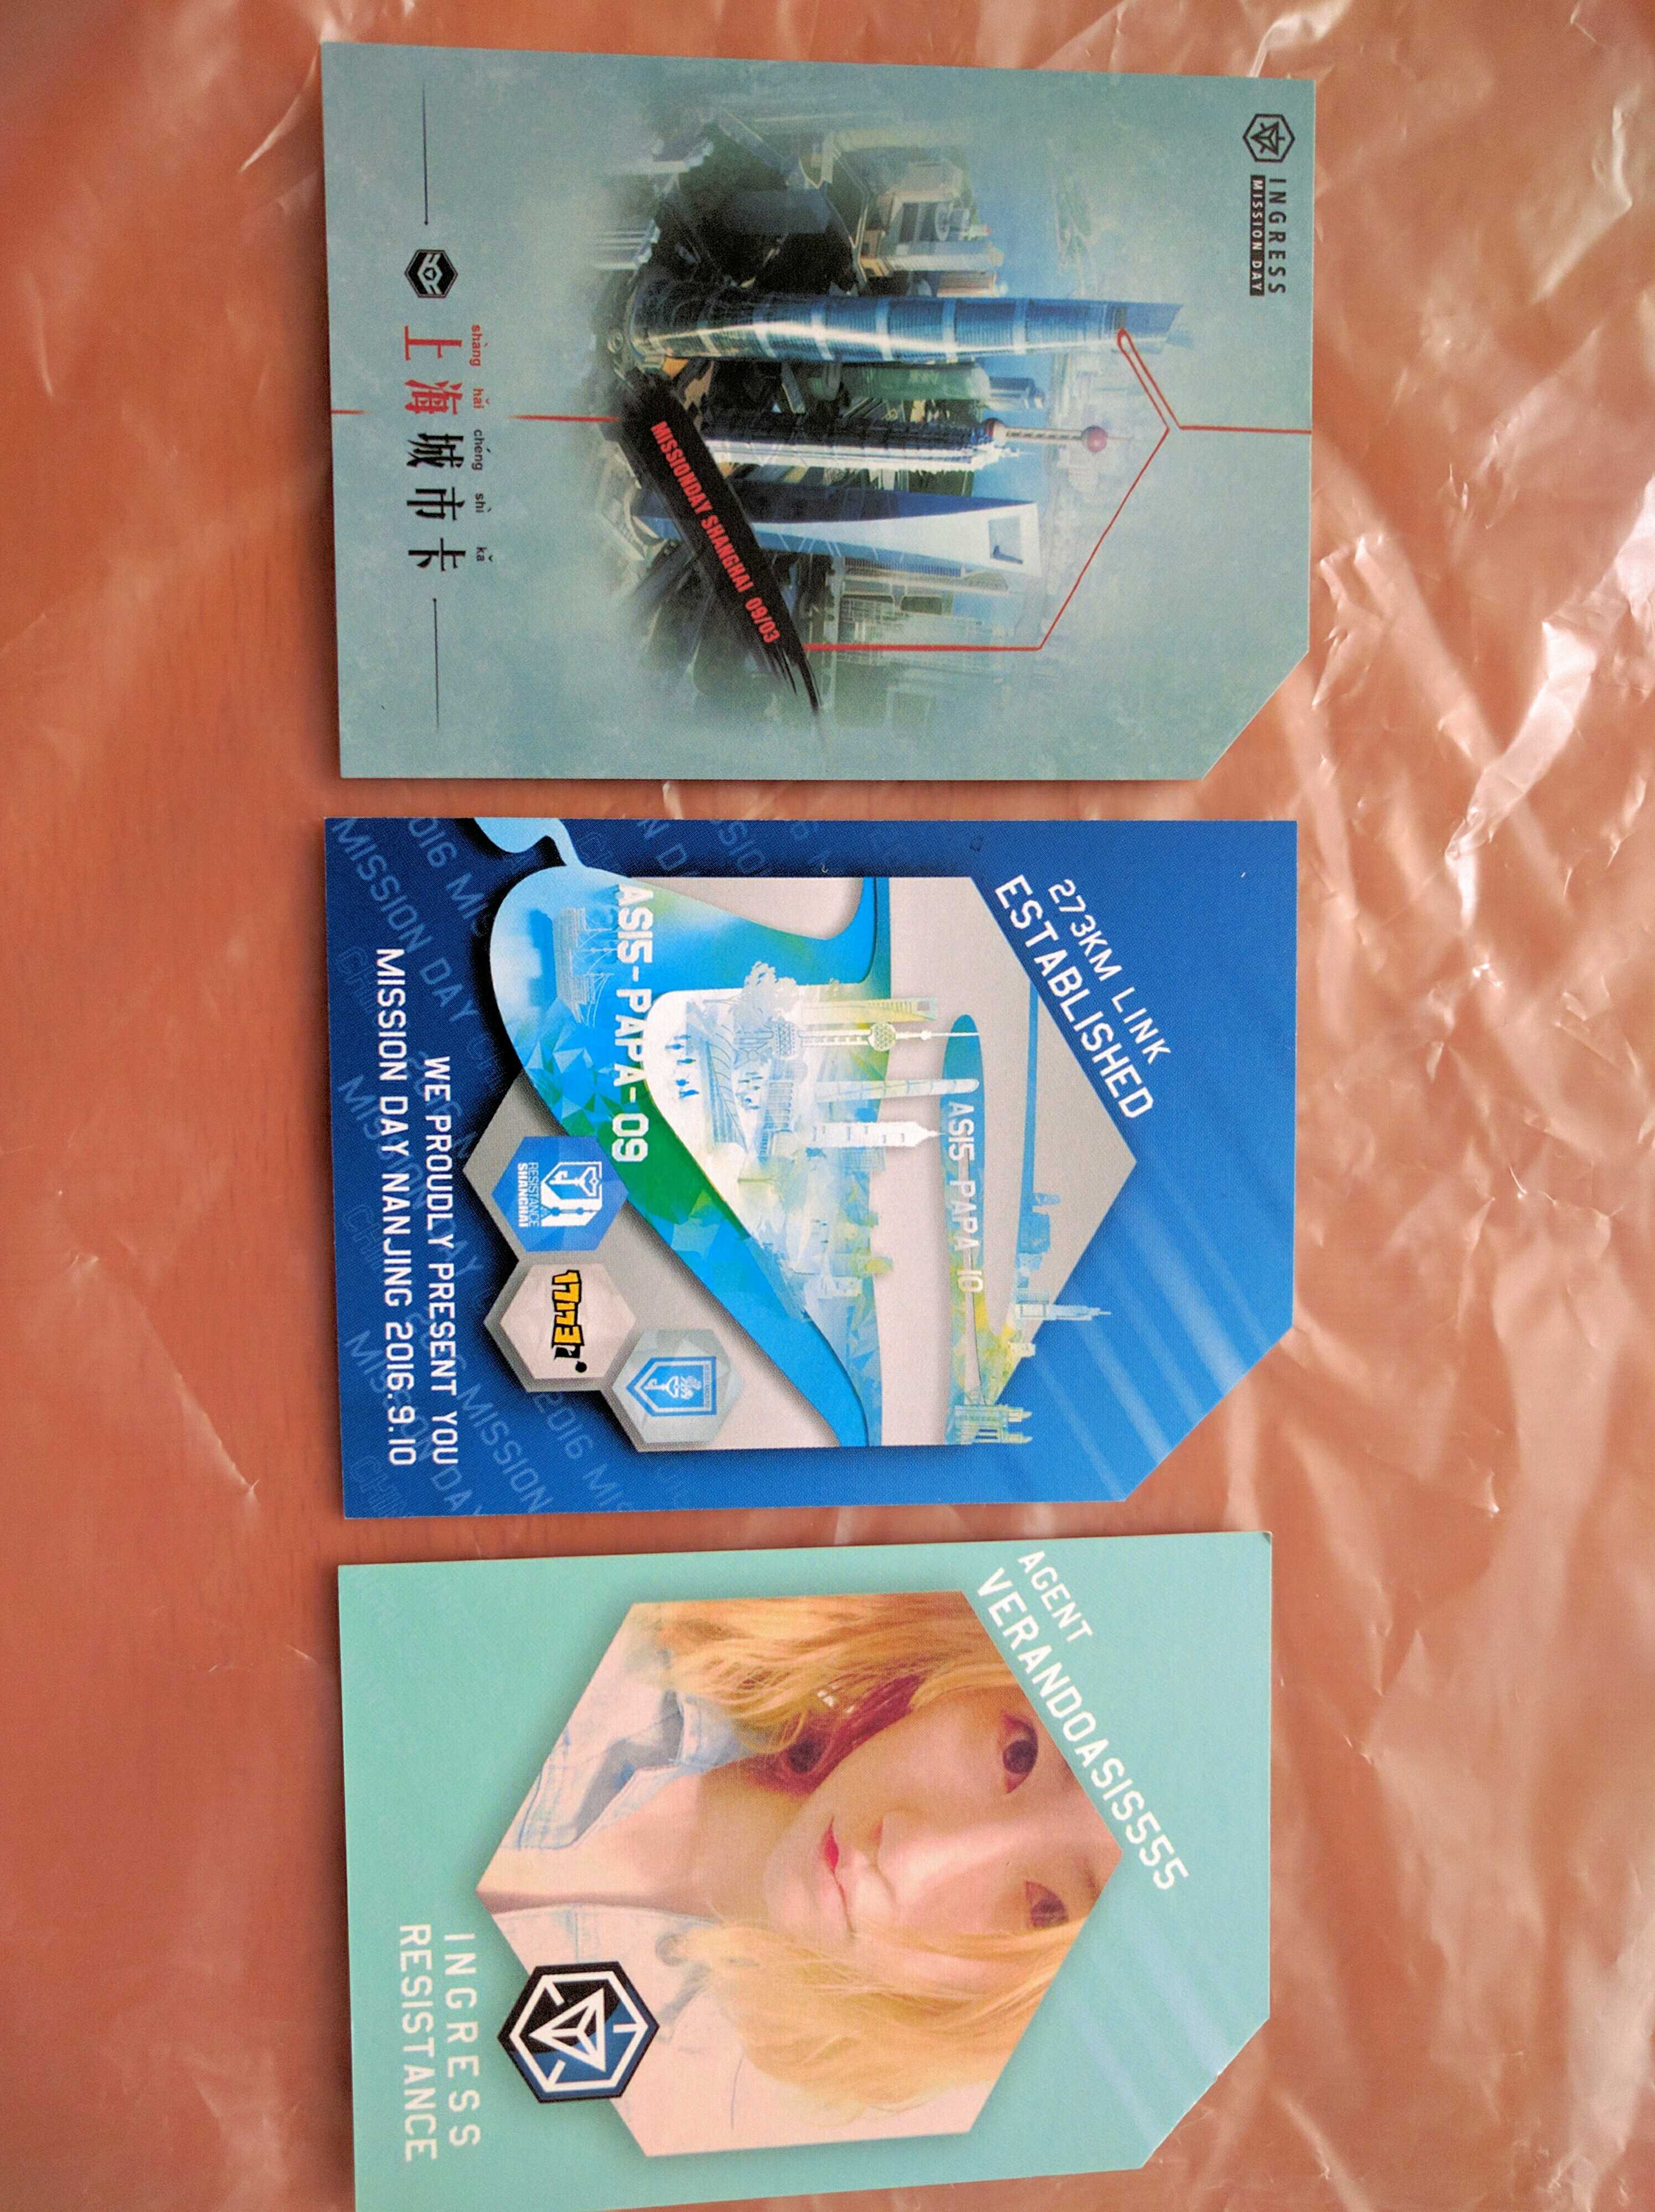 INGRESS
MISSION DAY
MISSIONDAY SHANGHAI 09/03
shàng hǎi chéng shì kǎ
上海城市卡
273KM LINK
ESTABLISHED
ASIS-PAPA-10
ASIS-PAPA-09
RESISTANCE
SHANGHAI
WE PROUDLY PRESENT YOU
MISSION DAY NANJING 2016.9.10
AGENT
VERANDOASIS555
INGRESS
RESISTANCE